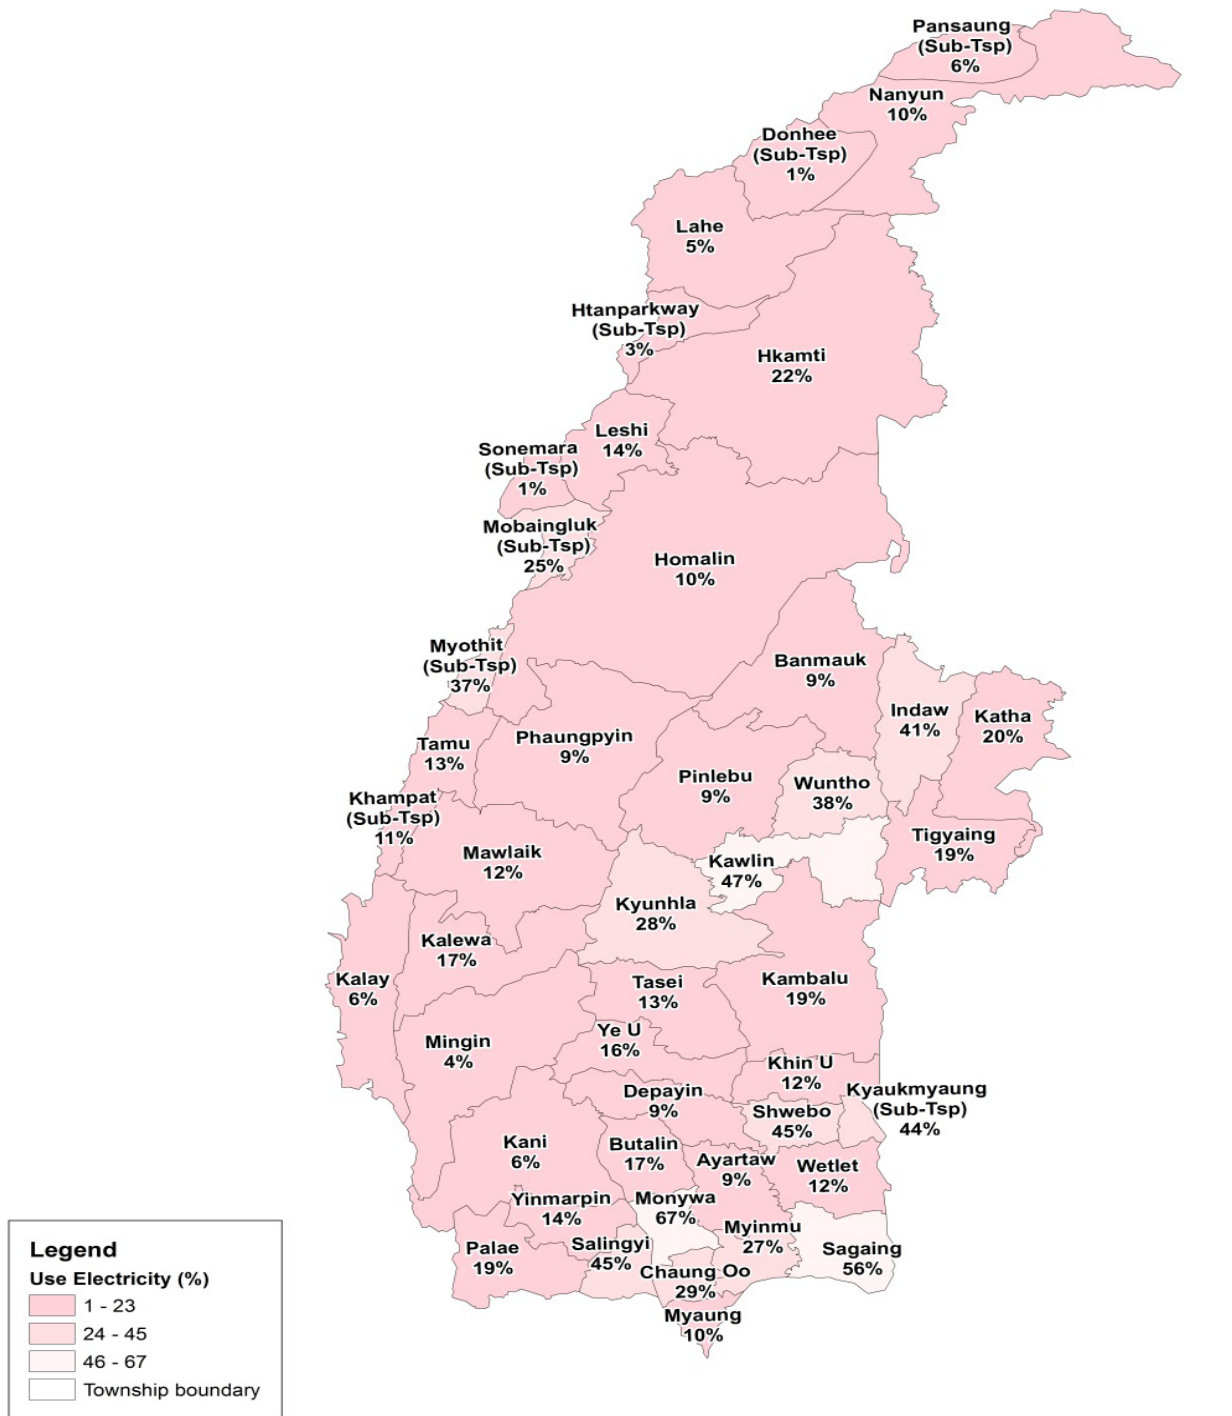 Pansaung
(Sub-Tsp)
6%
Nanyun
10%
Donhee
(Sub-Tsp)
1%
Lahe
5%
Htanparkway
(Sub-Tsp)
3%
Hkamti
22%
Leshi
14%
Sonemara
(Sub-Tsp)
1%
Mobaingluk
(Sub-Tsp)
25%
Homalin
10%
Myothit
(Sub-Tsp)
37%
Banmauk
9%
Indaw
41%
Katha
20%
Tamu
13%
Phaungpyin
9%
Pinlebu
9%
Wuntho
38%
Khampat
(Sub-Tsp)
11%
Tigyaing
19%
Mawlaik
12%
Kawlin
47%
Kyunhla
28%
Kalewa
17%
Kalay
6%
Tasei
13%
Kambalu
19%
Mingin
4%
Ye U
16%
Khin U
12%
Depayin
9%
Kyaukmyaung
(Sub-Tsp)
44%
Shwebo
45%
Kani
6%
Butalin
17%
Ayartaw
9%
Wetlet
12%
Yinmarpin
14%
Monywa
67%
Myinmu
27%
Palae
19%
Salingyi
45%
Sagaing
56%
Chaung Oo
29%
Myaung
10%
Legend
Use Electricity (%)
1 - 23
24 - 45
46 - 67
Township boundary